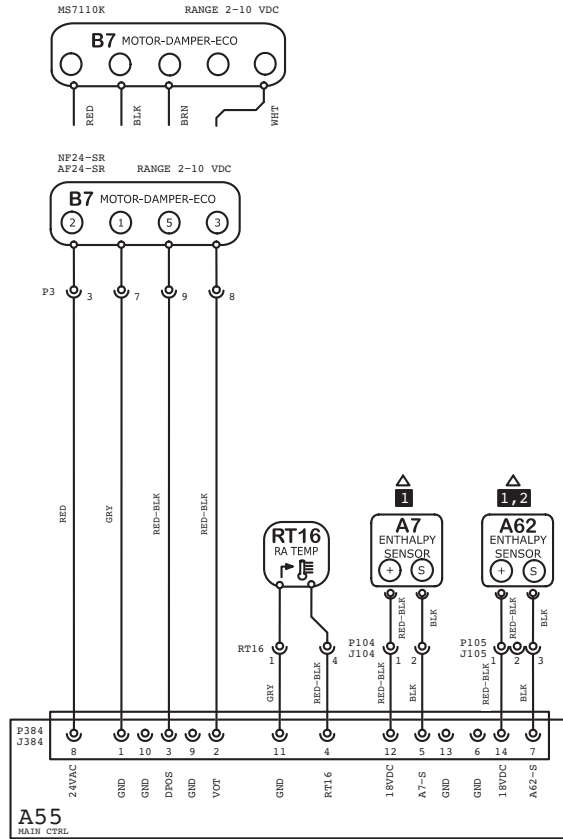 MS7110K RANGE 2-10 VDC
B7 MOTOR-DAMPER-ECO
RED BLK BRN WHT
NF24-SR
AF24-SR RANGE 2-10 VDC
B7 MOTOR-DAMPER-ECO
2 1 5 3
P3 3 7 9 8
RED GRY RED-BLK RED-BLK
1 1,2
RT16
RA TEMP
A7
ENTHALPY
SENSOR
+ S
A62
ENTHALPY
SENSOR
+ S
RED-BLK BLK RED-BLK BLK
RT16 1 4
P104
J104 1 2
P105
J105 1 2 3
GRY RED-BLK RED-BLK BLK RED-BLK BLK
P384
J384
8 1 10 3 9 2 11 4 12 5 13 6 14 7
24VAC GND GND DPOS GND VOT GND RT16 18VDC A7-S GND GND 18VDC A62-S
A55
MAIN CTRL